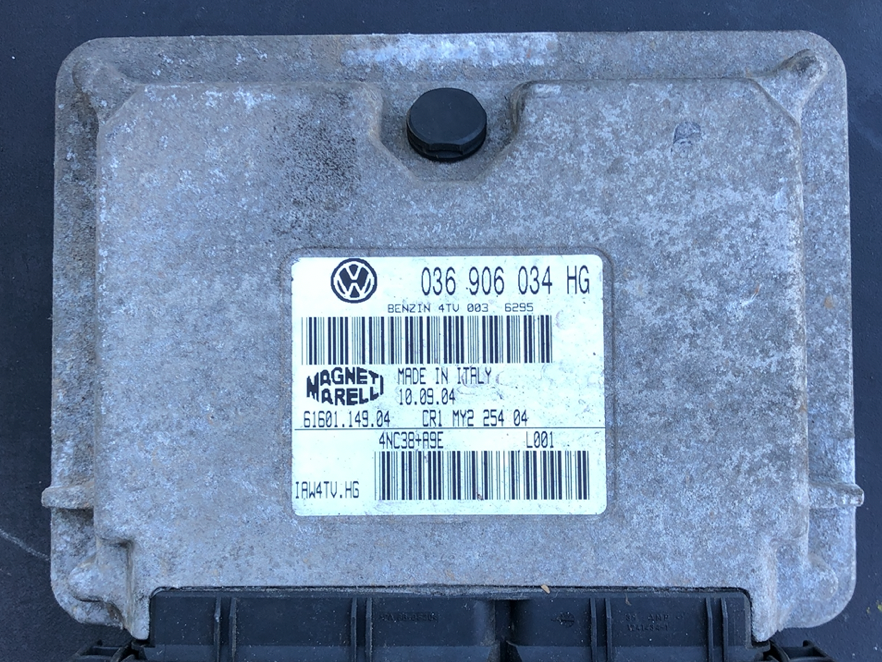 036 906 034 HG
BENZIN 4TV 003 6295
MAGNETI MARELLI
MADE IN ITALY
10.09.04
61601.149.04 CR1 MY2 254 04
4NC38+A9E L001
IAW4TV.HG